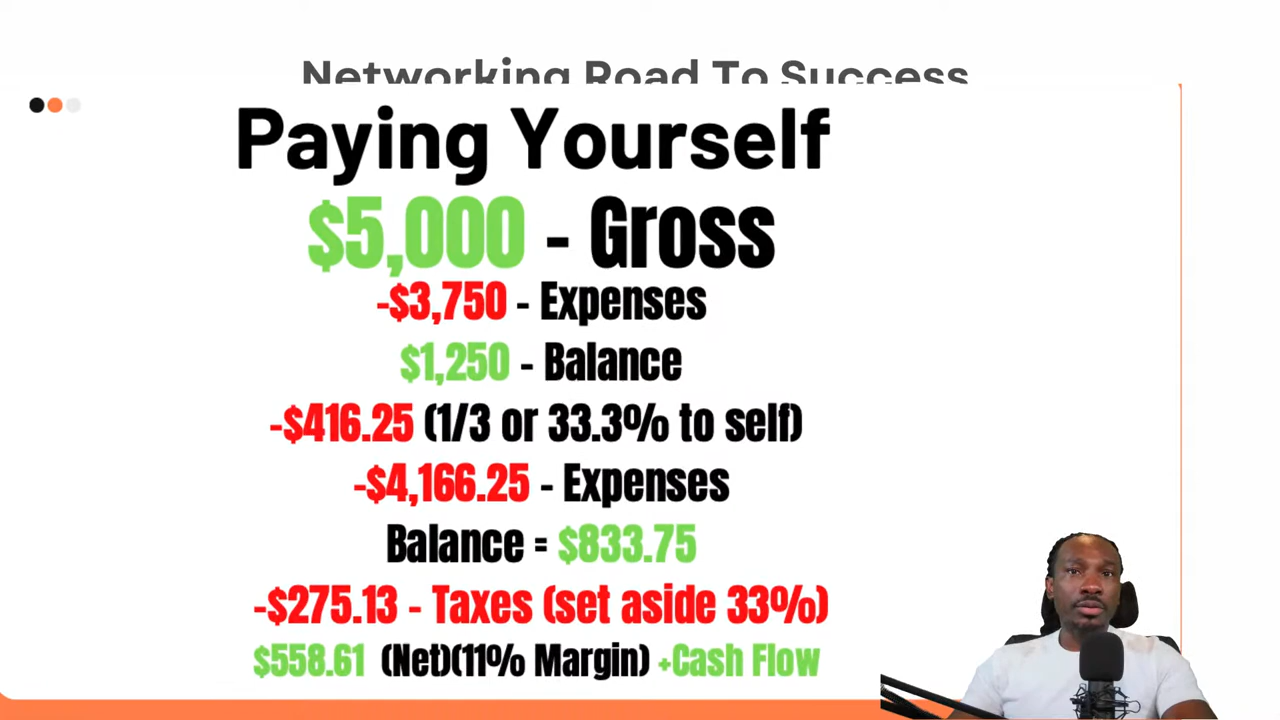 Networking Road To Success
Paying Yourself
$5,000 - Gross
-$3,750 - Expenses
$1,250 - Balance
-$416.25 (1/3 or 33.3% to self)
-$4,166.25 - Expenses
Balance = $833.75
-$275.13 - Taxes (set aside 33%)
$558.61 (Net)(11% Margin) +Cash Flow